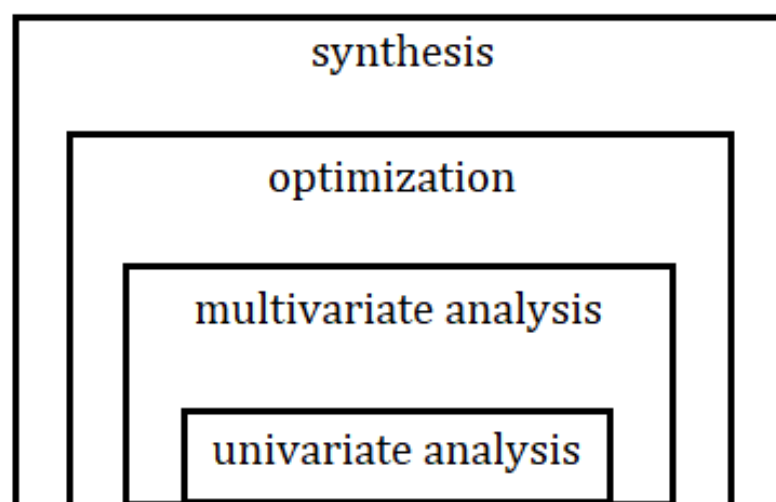 synthesis
optimization
multivariate analysis
univariate analysis